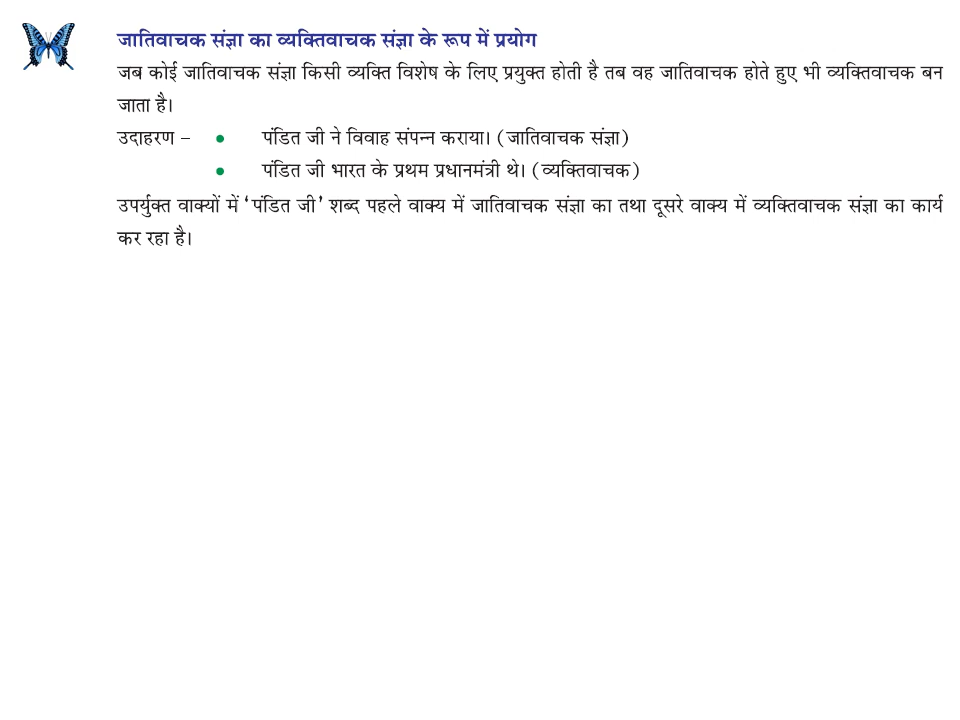 जातिवाचक संज्ञा का व्यक्तिवाचक संज्ञा के रूप में प्रयोग
जब कोई जातिवाचक संज्ञा किसी व्यक्ति विशेष के लिए प्रयुक्त होती है तब वह जातिवाचक होते हुए भी व्यक्तिवाचक बन
जाता है।
उदाहरण – • पंडित जी ने विवाह संपन्न कराया। (जातिवाचक संज्ञा)
• पंडित जी भारत के प्रथम प्रधानमंत्री थे। (व्यक्तिवाचक)
उपर्युक्त वाक्यों में ‘पंडित जी’ शब्द पहले वाक्य में जातिवाचक संज्ञा का तथा दूसरे वाक्य में व्यक्तिवाचक संज्ञा का कार्य
कर रहा है।